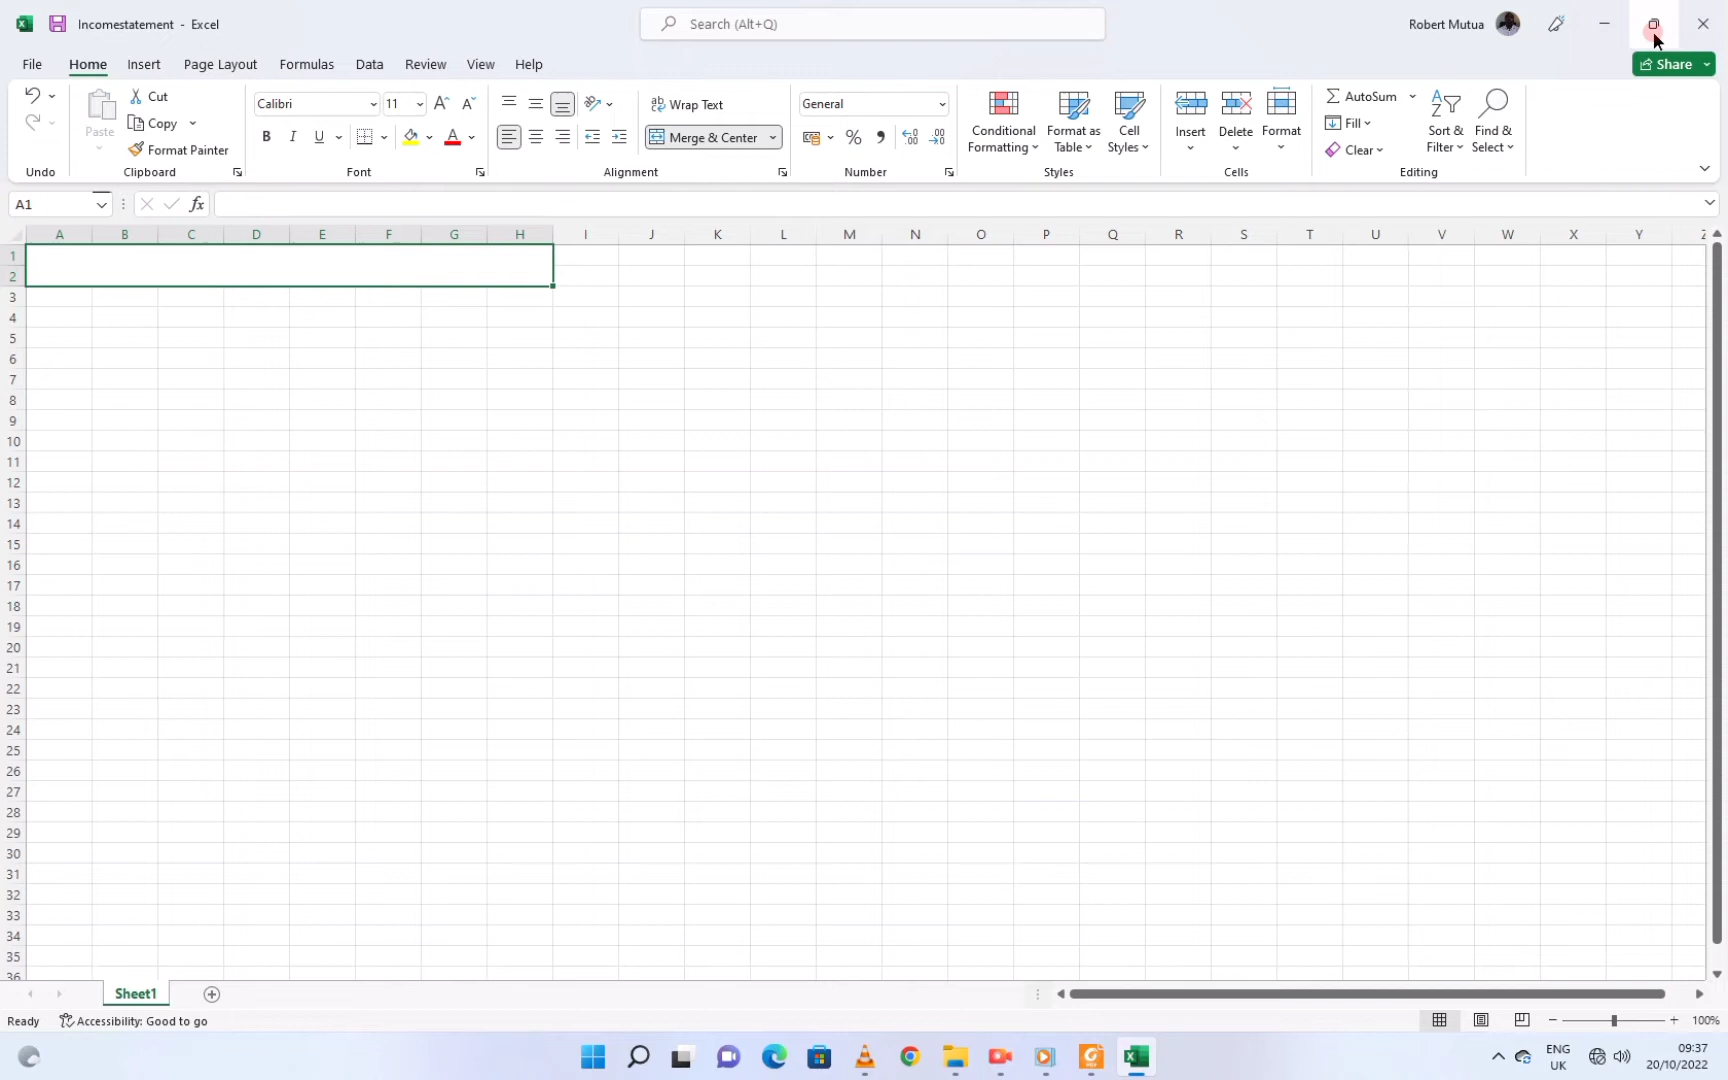 Incomestatement - Excel
Search (Alt+Q)
Robert Mutua
File Home Insert Page Layout Formulas Data Review View Help
Share
Paste
Cut
Copy
Format Painter
Calibri 11
B I U A
ab Wrap Text
Merge & Center
General
% 9
Conditional Formatting
Format as Table
Cell Styles
Insert
Delete
Format
AutoSum
Fill
Clear
Sort & Filter
Find & Select
Undo Clipboard Font Alignment Number Styles Cells Editing
A1 fx
A B C D E F G H I J K L M N O P Q R S T U V W X Y
1
2
3
4
5
6
7
8
9
10
11
12
13
14
15
16
17
18
19
20
21
22
23
24
25
26
27
28
29
30
31
32
33
34
35
36
Sheet1
Ready Accessibility: Good to go
100%
ENG
UK
09:37
20/10/2022